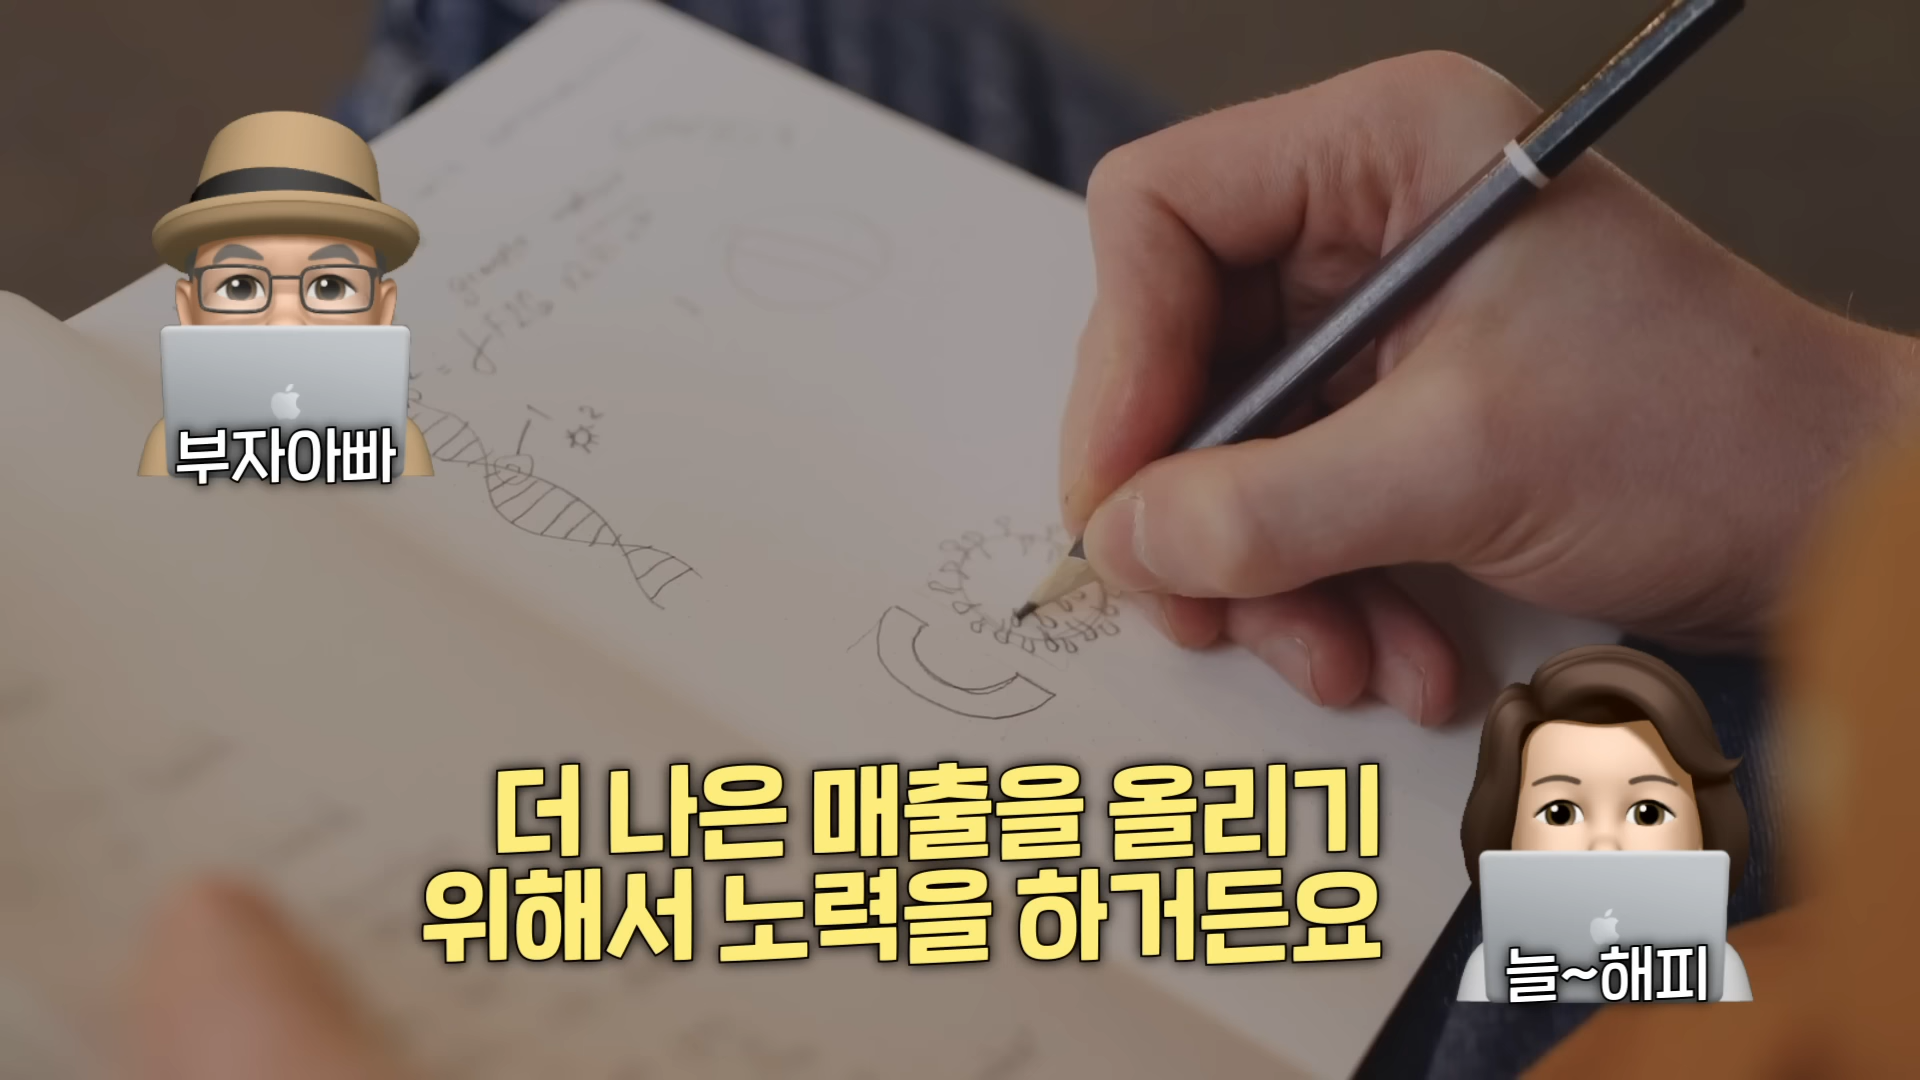 부자아빠
더 나은 매출을 올리기
위해서 노력을 하거든요
늘~해피